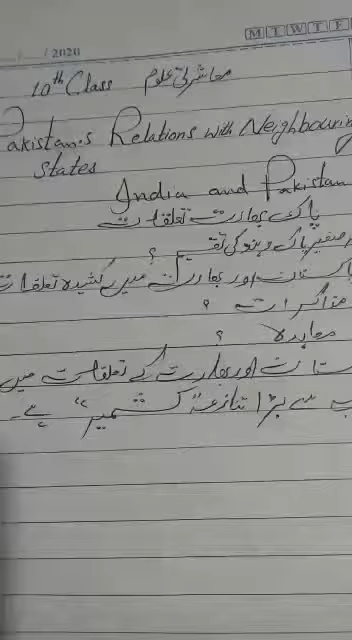 M T W T F
/ / 2020
10th Class معاشرتی علوم
Pakistan's Relations with Neighbouring
States
India and Pakistan
پاک بھارت تعلقات
صغیر پاک و ہند کی تقسیم ؟
پاکستان اور بھارت میں کشیدہ تعلقات
مذاکرات ؟
معاہدہ ؟
ستان اور بھارت کے تعلقات میں
سب سے بڑا تنازعہ "کشمیر" ہے۔